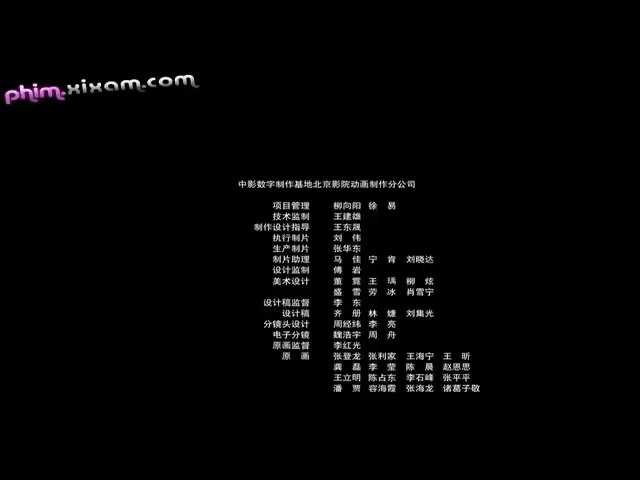 phim.xixam.com
中影数字制作基地北京影院动画制作分公司
项目管理 柳向阳 徐 易
技术监制 王建雄
制作设计指导 王东晟
执行制片 刘 伟
生产制片 张华东
制片助理 马 佳 宁 肯 刘晓达
设计监制 傅 岩
美术设计 董 霓 王 瑀 柳 炫
盛 雪 劳 冰 肖雪宁
设计稿监督 李 东
设计稿 齐 册 林 婕 刘集光
分镜头设计 周经纬 李 亮
电子分镜 魏浩宇 周 舟
原画监督 李红光
原 画 张登龙 张利家 王海宁 王 昕
龚 磊 李 莹 陈 晨 赵恩思
王立明 陈占东 李石峰 张平平
潘 贾 容海霞 张海龙 诸葛子敬